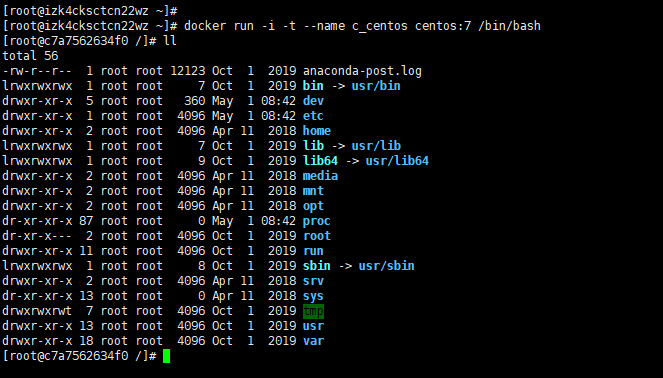 [root@izk4cksctcn22wz ~]#
[root@izk4cksctcn22wz ~]# docker run -i -t --name c_centos centos:7 /bin/bash
[root@c7a7562634f0 /]# ll
total 56
-rw-r--r--  1 root root 12123 Oct  1  2019 anaconda-post.log
lrwxrwxrwx  1 root root     7 Oct  1  2019 bin -> usr/bin
drwxr-xr-x  5 root root   360 May  1 08:42 dev
drwxr-xr-x  1 root root  4096 May  1 08:42 etc
drwxr-xr-x  2 root root  4096 Apr 11  2018 home
lrwxrwxrwx  1 root root     7 Oct  1  2019 lib -> usr/lib
lrwxrwxrwx  1 root root     9 Oct  1  2019 lib64 -> usr/lib64
drwxr-xr-x  2 root root  4096 Apr 11  2018 media
drwxr-xr-x  2 root root  4096 Apr 11  2018 mnt
drwxr-xr-x  2 root root  4096 Apr 11  2018 opt
dr-xr-xr-x 87 root root     0 May  1 08:42 proc
dr-xr-x---  2 root root  4096 Oct  1  2019 root
drwxr-xr-x 11 root root  4096 Oct  1  2019 run
lrwxrwxrwx  1 root root     8 Oct  1  2019 sbin -> usr/sbin
drwxr-xr-x  2 root root  4096 Apr 11  2018 srv
dr-xr-xr-x 13 root root     0 Apr 11  2018 sys
drwxrwxrwt  7 root root  4096 Oct  1  2019 tmp
drwxr-xr-x 13 root root  4096 Oct  1  2019 usr
drwxr-xr-x 18 root root  4096 Oct  1  2019 var
[root@c7a7562634f0 /]#